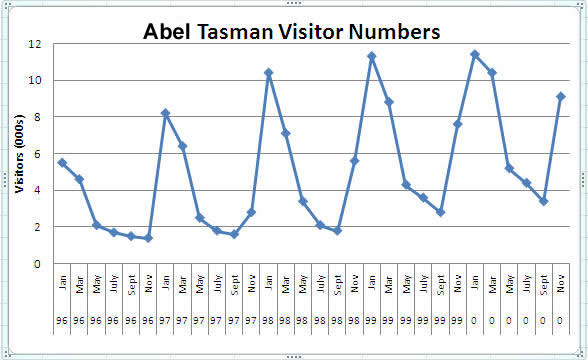 Abel Tasman Visitor Numbers
12
10
8
6
4
2
0
Visitors (000s)
Jan Mar May July Sept Nov Jan Mar May July Sept Nov Jan Mar May July Sept Nov Jan Mar May July Sept Nov Jan Mar May July Sept Nov
96 96 96 96 96 96 97 97 97 97 97 97 98 98 98 98 98 98 99 99 99 99 99 99 0 0 0 0 0 0